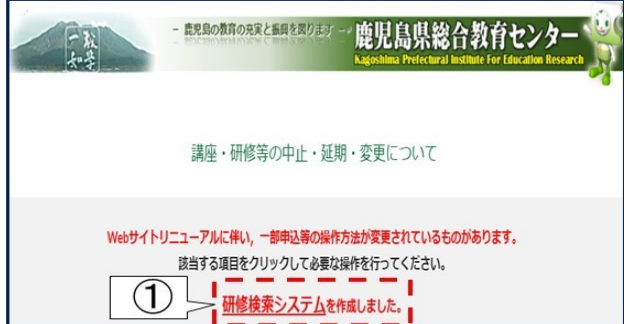 教学
一如
－ 鹿児島の教育の充実と振興を図ります －
鹿児島県総合教育センター
Kagoshima Prefectural Institute For Education Research
講座・研修等の中止・延期・変更について
Webサイトリニューアルに伴い，一部申込等の操作方法が変更されているものがあります。
該当する項目をクリックして必要な操作を行ってください。
① 研修検索システムを作成しました。